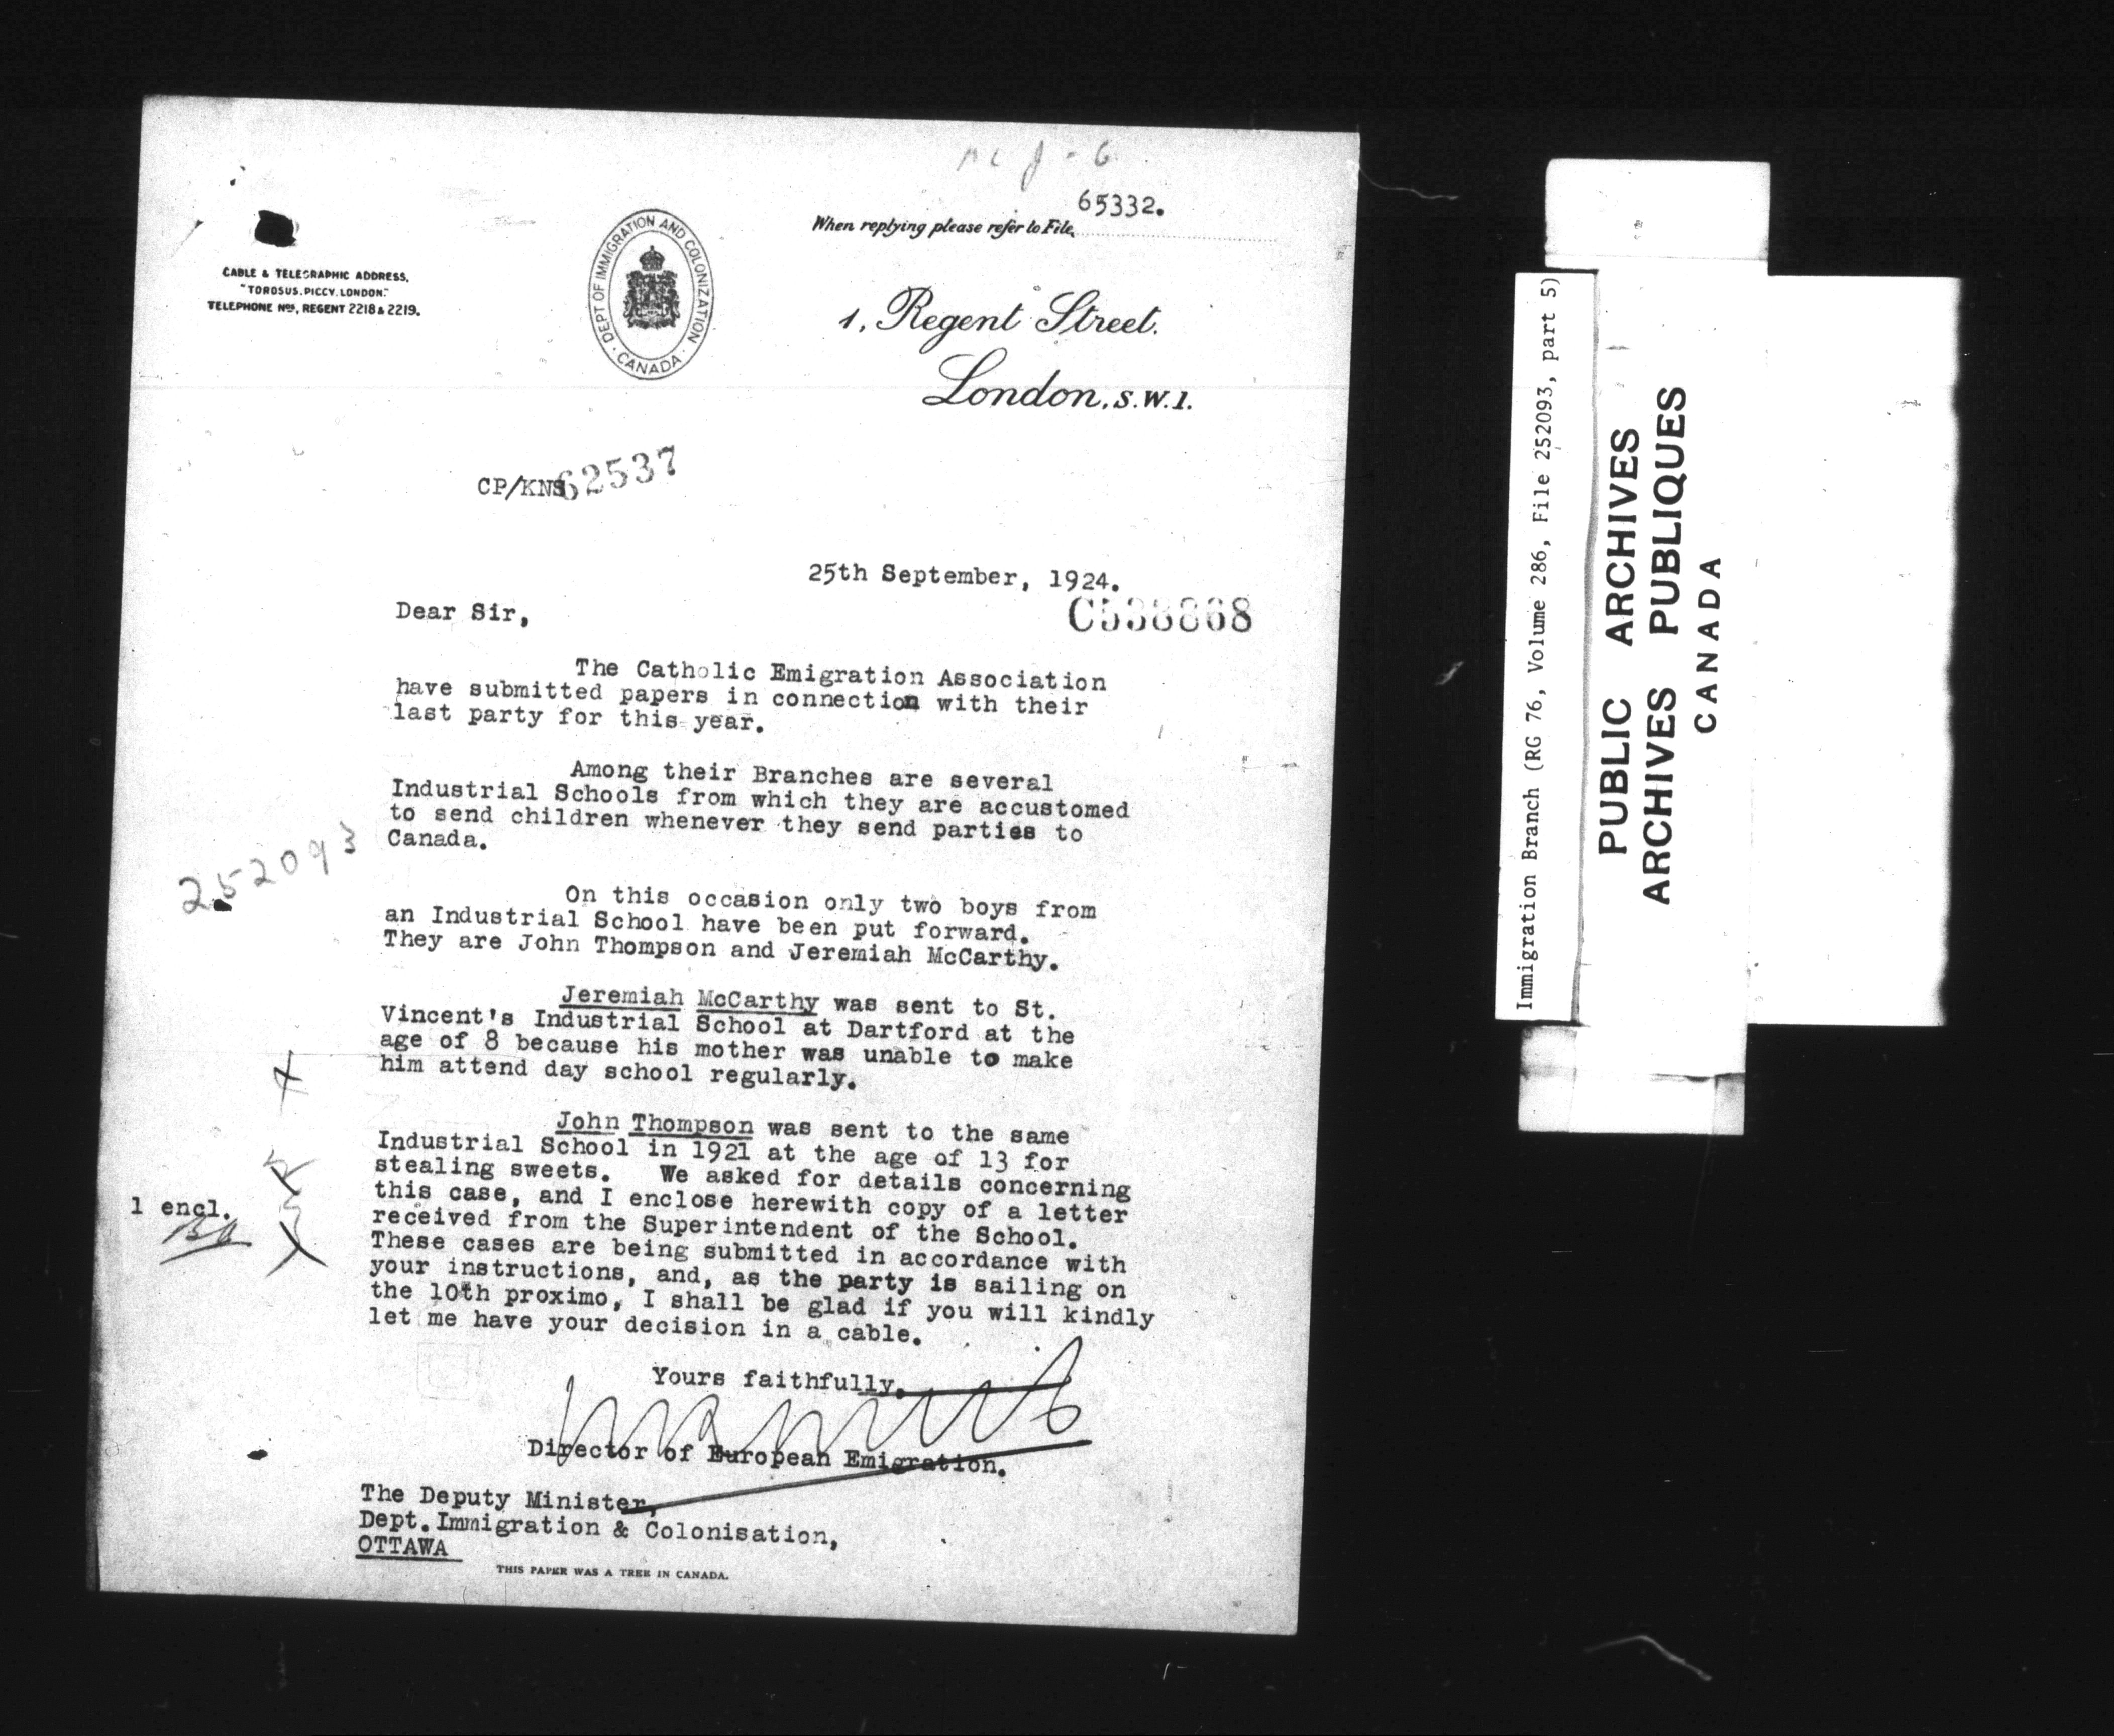 65332.
When replying please refer to File
CABLE & TELEGRAPHIC ADDRESS,
"TOROSUS. PICCY. LONDON."
TELEPHONE Nos, REGENT 2218 & 2219.
DEPT OF IMMIGRATION AND COLONIZATION
CANADA
1, Regent Street.
London, S.W.1.
CP/KNS
62537
25th September, 1924.
C538868
Dear Sir,
The Catholic Emigration Association
have submitted papers in connection with their
last party for this year.
Among their Branches are several
Industrial Schools from which they are accustomed
to send children whenever they send parties to
Canada.
252093
On this occasion only two boys from
an Industrial School have been put forward.
They are John Thompson and Jeremiah McCarthy.
Jeremiah McCarthy was sent to St.
Vincent's Industrial School at Dartford at the
age of 8 because his mother was unable to make
him attend day school regularly.
John Thompson was sent to the same
Industrial School in 1921 at the age of 13 for
stealing sweets. We asked for details concerning
this case, and I enclose herewith copy of a letter
1 encl.
received from the Superintendent of the School.
These cases are being submitted in accordance with
your instructions, and, as the party is sailing on
the 10th proximo, I shall be glad if you will kindly
let me have your decision in a cable.
Yours faithfully,
Director of European Emigration.
The Deputy Minister,
Dept. Immigration & Colonisation,
OTTAWA
THIS PAPER WAS A TREE IN CANADA.
Immigration Branch (RG 76, Volume 286, File 252093, part 5)
PUBLIC ARCHIVES
ARCHIVES PUBLIQUES
CANADA